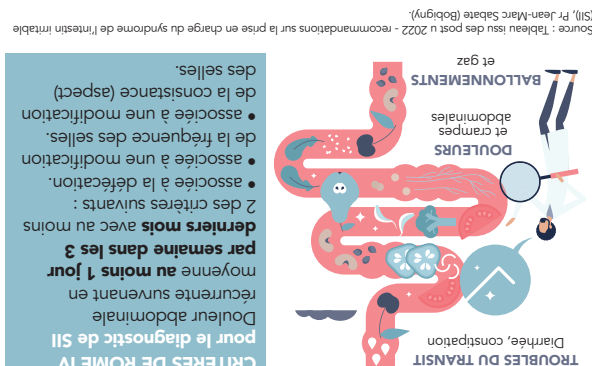 TROUBLES DU TRANSIT
Diarrhée, constipation
DOULEURS
et crampes
abdominales
BALLONNEMENTS
et gaz
CRITÈRES DE ROME IV
pour le diagnostic de SII
Douleur abdominale
récurrente survenant en
moyenne au moins 1 jour
par semaine dans les 3
derniers mois avec au moins
2 des critères suivants :
• associée à la défécation.
• associée à une modification
de la fréquence des selles.
• associée à une modification
de la consistance (aspect)
des selles.
Source : Tableau issu des post u 2022 - recommandations sur la prise en charge du syndrome de l'intestin irritable
(SII), Pr Jean-Marc Sabate (Bobigny).